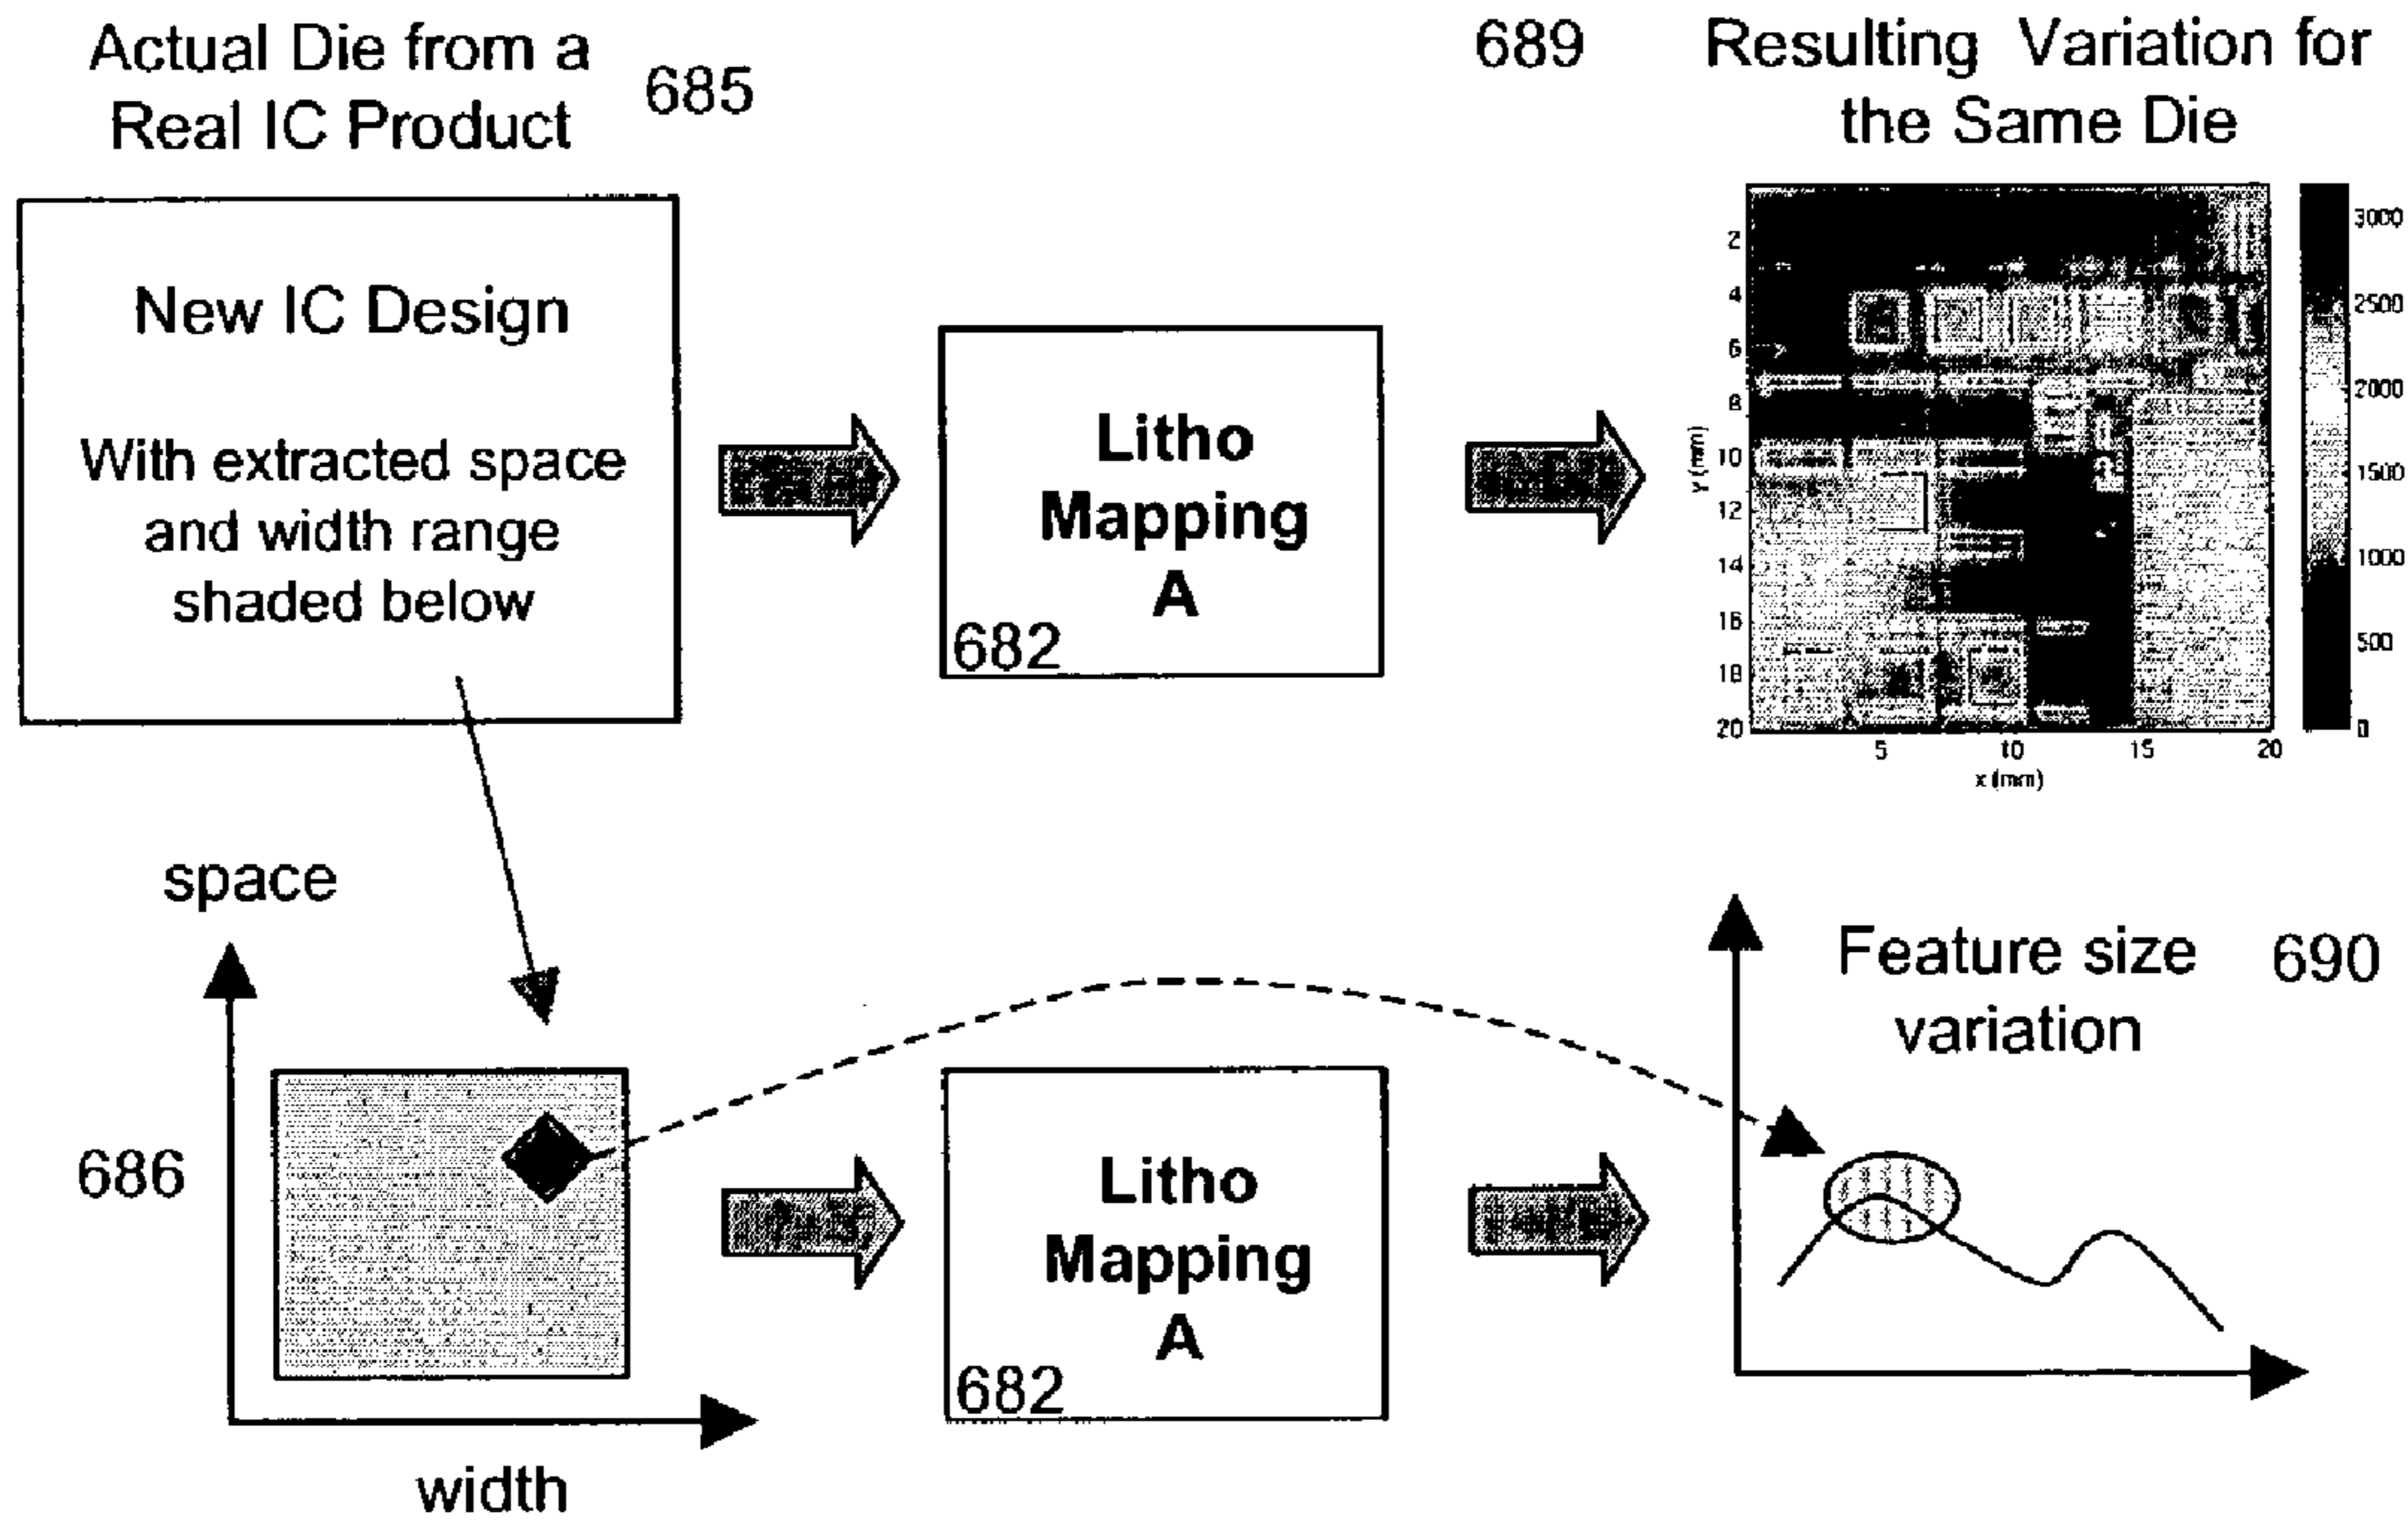 Actual Die from a
Real IC Product
685
689
Resulting Variation for
the Same Die
New IC Design
With extracted space
and width range
shaded below
Litho
Mapping
A
682
2
4
6
8
10
12
14
16
18
20
Y (mm)
5
10
15
20
x (mm)
3000
2500
2000
1500
1000
500
0
space
686
width
Litho
Mapping
A
682
Feature size
variation
690